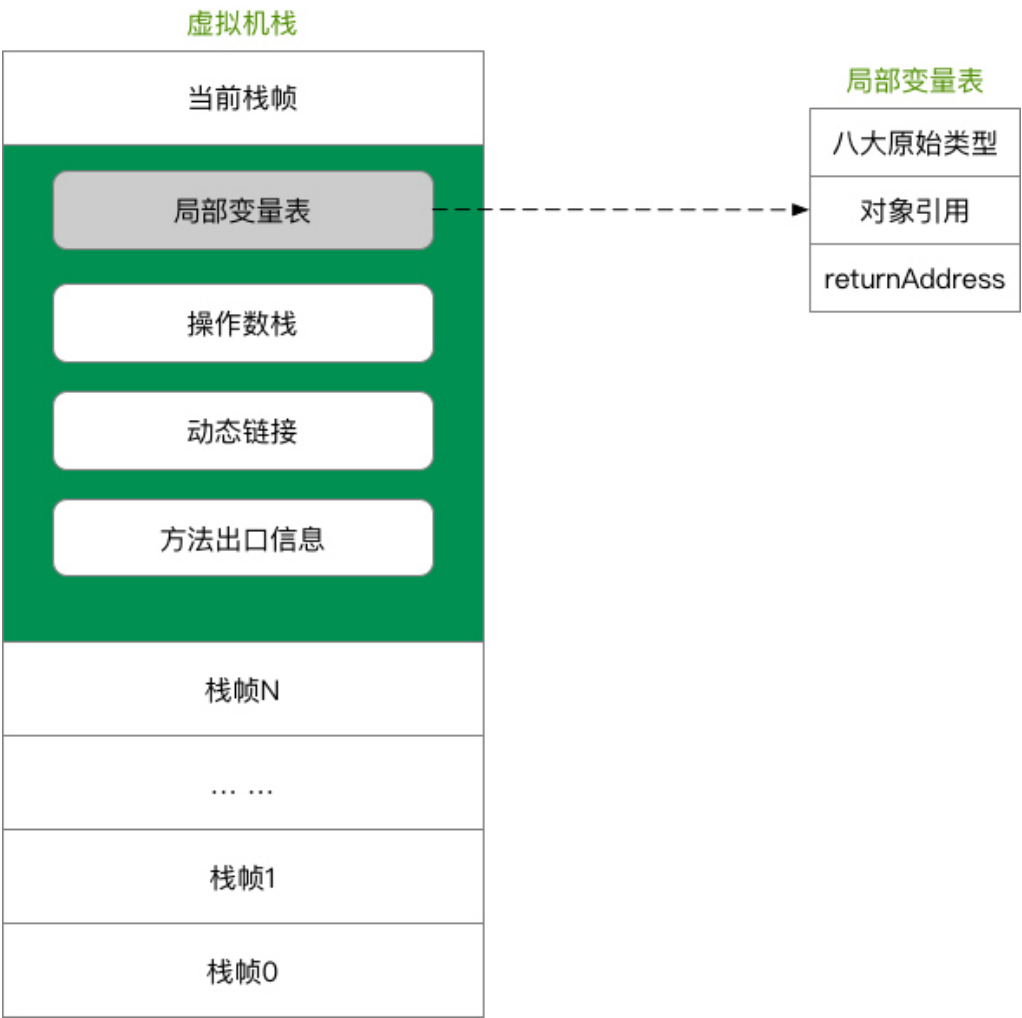 虚拟机栈
当前栈帧
局部变量表
操作数栈
动态链接
方法出口信息
栈帧N
... ...
栈帧1
栈帧0
局部变量表
八大原始类型
对象引用
returnAddress